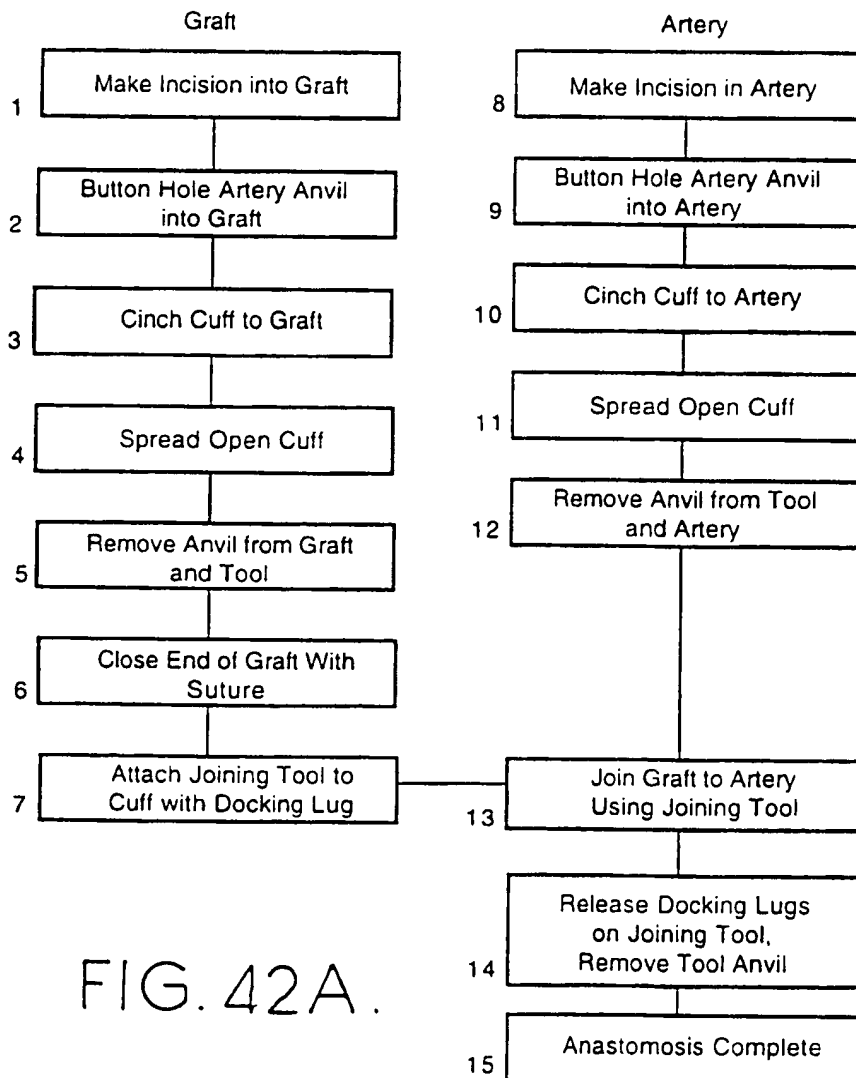 Graft
1
Make Incision into Graft
2
Button Hole Artery Anvil
into Graft
3
Cinch Cuff to Graft
4
Spread Open Cuff
5
Remove Anvil from Graft
and Tool
6
Close End of Graft With
Suture
7
Attach Joining Tool to
Cuff with Docking Lug
Artery
8
Make Incision in Artery
9
Button Hole Artery Anvil
into Artery
10
Cinch Cuff to Artery
11
Spread Open Cuff
12
Remove Anvil from Tool
and Artery
13
Join Graft to Artery
Using Joining Tool
14
Release Docking Lugs
on Joining Tool,
Remove Tool Anvil
15
Anastomosis Complete
FIG. 42A.